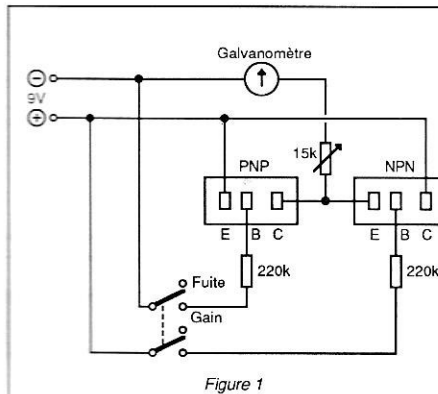 Galvanomètre
⊖
9V
⊕
15k
PNP
NPN
E B C
E B C
Fuite
220k
220k
Gain
Figure 1